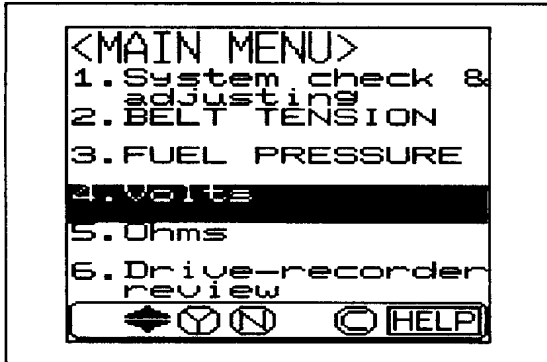 <MAIN MENU>
1.System check &
adjusting
2.BELT TENSION
3.FUEL PRESSURE
4.Volts
5.Ohms
6.Drive-recorder
review
Y N C HELP